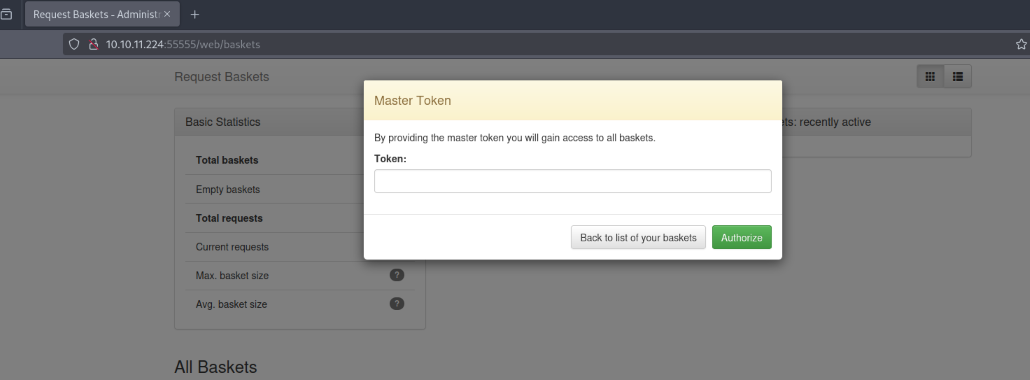 Request Baskets - Administr
10.10.11.224:55555/web/baskets
Request Baskets
Master Token
By providing the master token you will gain access to all baskets.
Token:
Back to list of your baskets
Authorize
Basic Statistics
Total baskets
Empty baskets
Total requests
Current requests
Max. basket size ?
Avg. basket size ?
ets: recently active
All Baskets